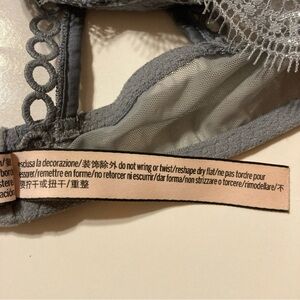 esclusa la decorazione/装饰除外 do not wring or twist/reshape dry flat/ne pas tordre pour
essorer/remettre en forme/no retorcer ni escurrir/dar forma/non strizzare o torcere/rimodellare/不
要拧干或扭干/重整